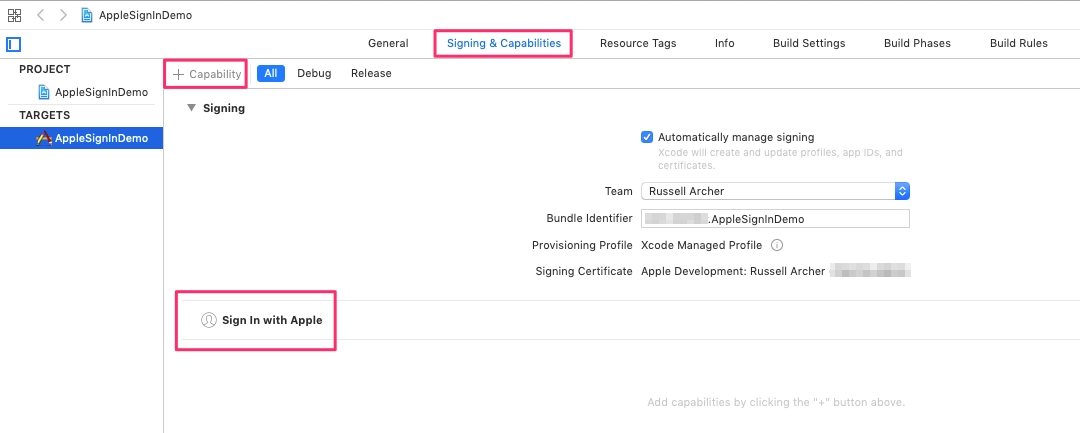 AppleSignInDemo
General Signing & Capabilities Resource Tags Info Build Settings Build Phases Build Rules
PROJECT
AppleSignInDemo
TARGETS
AppleSignInDemo
+ Capability All Debug Release
Signing
Automatically manage signing
Xcode will create and update profiles, app IDs, and
certificates.
Team Russell Archer
Bundle Identifier .AppleSignInDemo
Provisioning Profile Xcode Managed Profile
Signing Certificate Apple Development: Russell Archer
Sign In with Apple
Add capabilities by clicking the "+" button above.